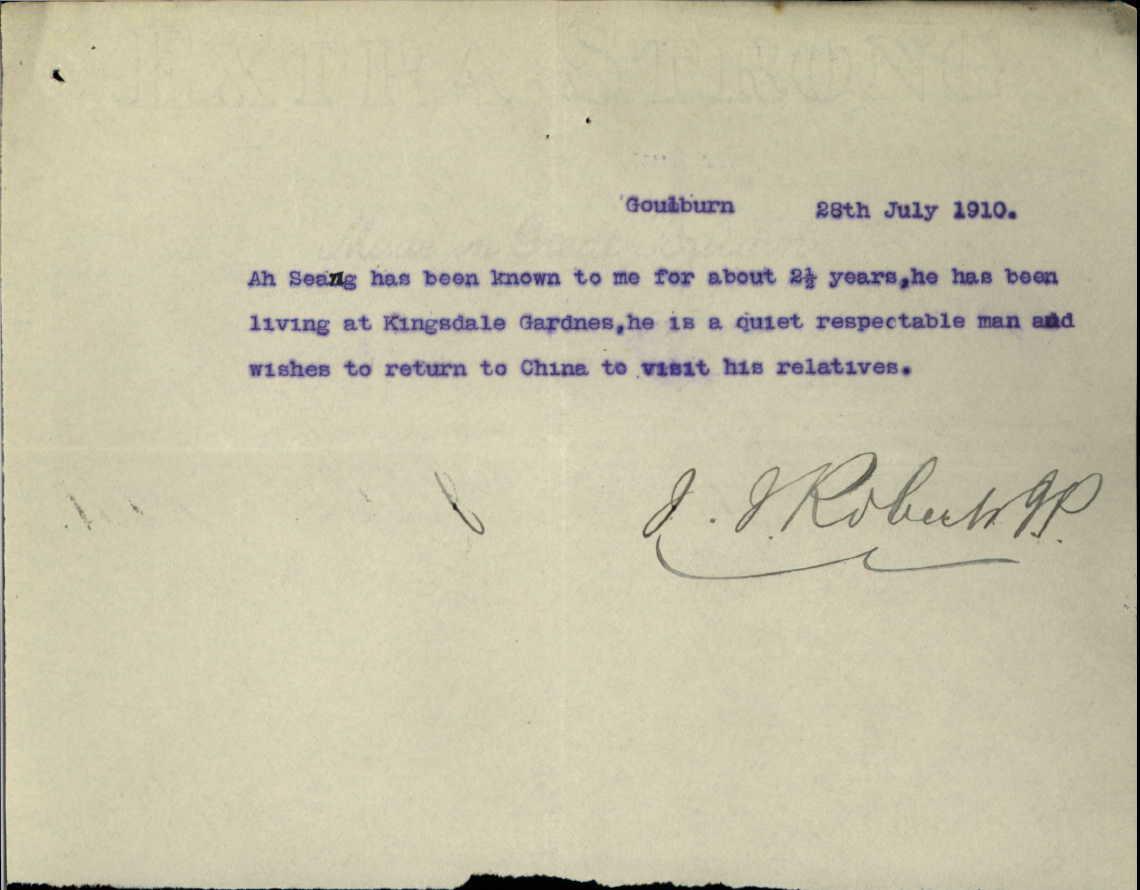 Goulburn 28th July 1910.
Ah Seang has been known to me for about 2½ years,he has been
living at Kingsdale Gardnes,he is a quiet respectable man and
wishes to return to China to visit his relatives.
J. J. Roberts. J.P.